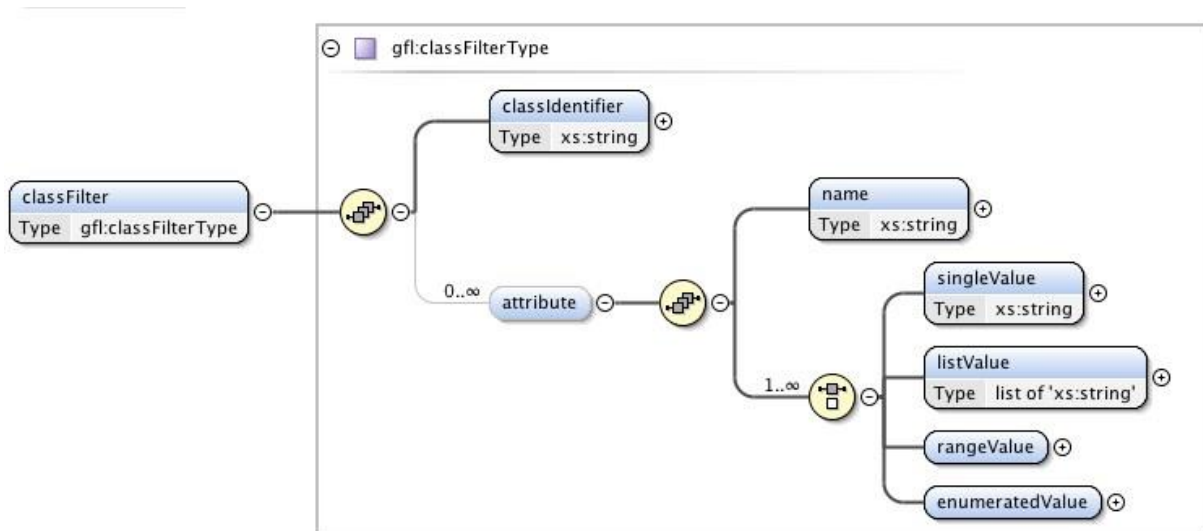 gfl:classFilterType
classIdentifier
Type xs:string
classFilter
Type gfl:classFilterType
name
Type xs:string
0..∞
attribute
singleValue
Type xs:string
listValue
Type list of 'xs:string'
1..∞
rangeValue
enumeratedValue